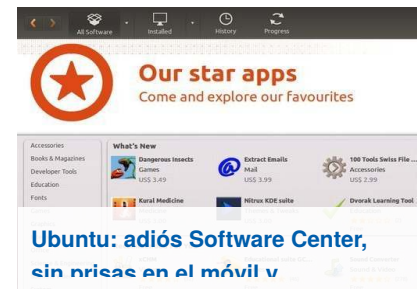 All Software
Installed
History
Progress
Our star apps
Come and explore our favourites
Accessories
Books & Magazines
Developer Tools
Education
Fonts
What's New
Dangerous Insects
Games
US$ 3.49
Extract Emails
Mail
US$ 3.99
100 Tools Swiss File ...
Accessories
US$ 2.99
Kural Medicine
Nitrux KDE suite
Dvorak Learning Tool
Ubuntu: adiós Software Center,
sin prisas en el móvil y